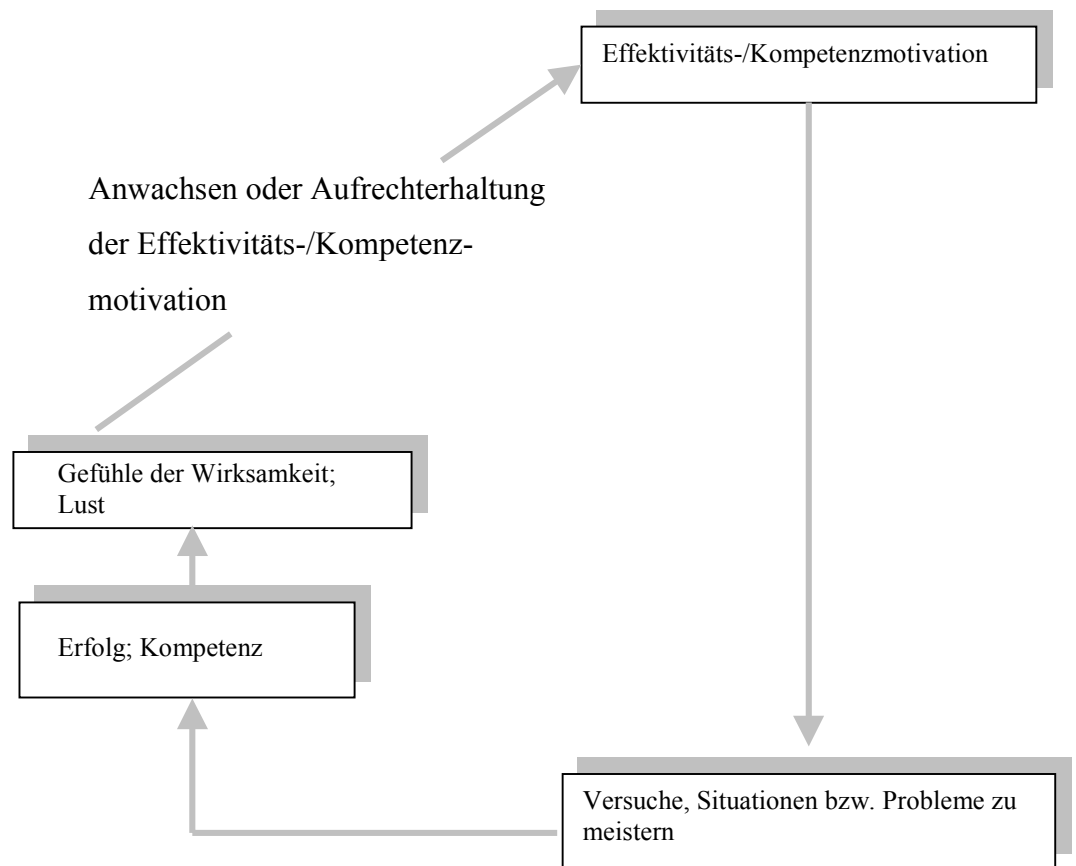 Effektivitäts-/Kompetenzmotivation
Anwachsen oder Aufrechterhaltung
der Effektivitäts-/Kompetenz-
motivation
Gefühle der Wirksamkeit;
Lust
Erfolg; Kompetenz
Versuche, Situationen bzw. Probleme zu
meistern